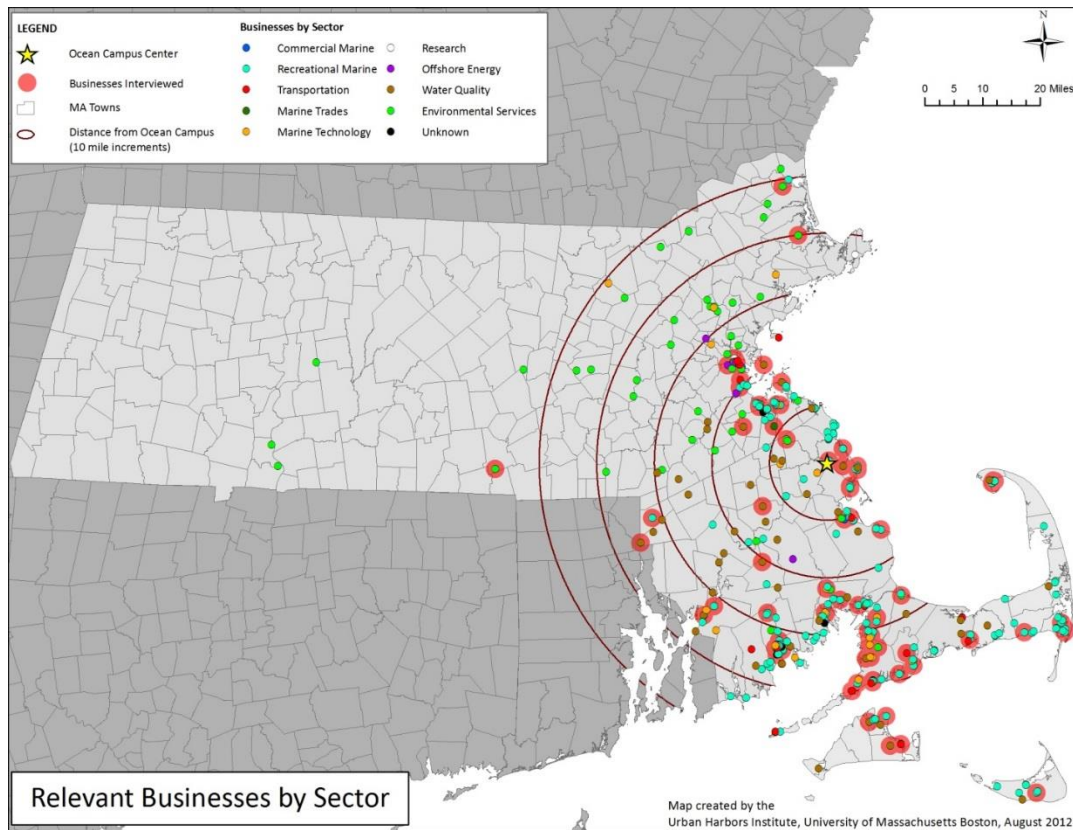 LEGEND
Ocean Campus Center
Businesses Interviewed
MA Towns
Distance from Ocean Campus
(10 mile increments)
Businesses by Sector
Commercial Marine
Recreational Marine
Transportation
Marine Trades
Marine Technology
Research
Offshore Energy
Water Quality
Environmental Services
Unknown
N
0 5 10 20 Miles
Relevant Businesses by Sector
Map created by the
Urban Harbors Institute, University of Massachusetts Boston, August 2012